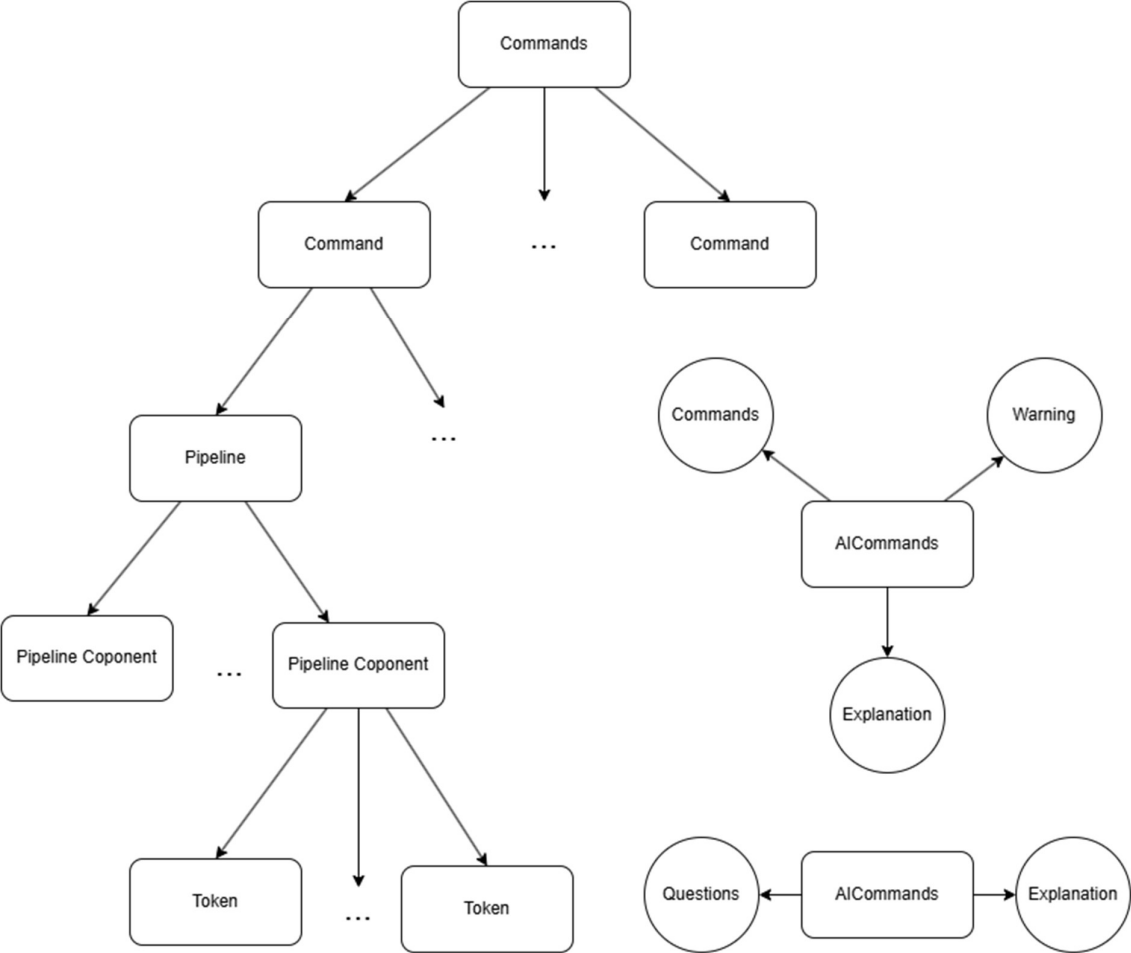 Commands
Command
...
Command
Pipeline
...
Commands
Warning
AICommands
Pipeline Coponent
...
Pipeline Coponent
Explanation
Token
...
Token
Questions
AICommands
Explanation